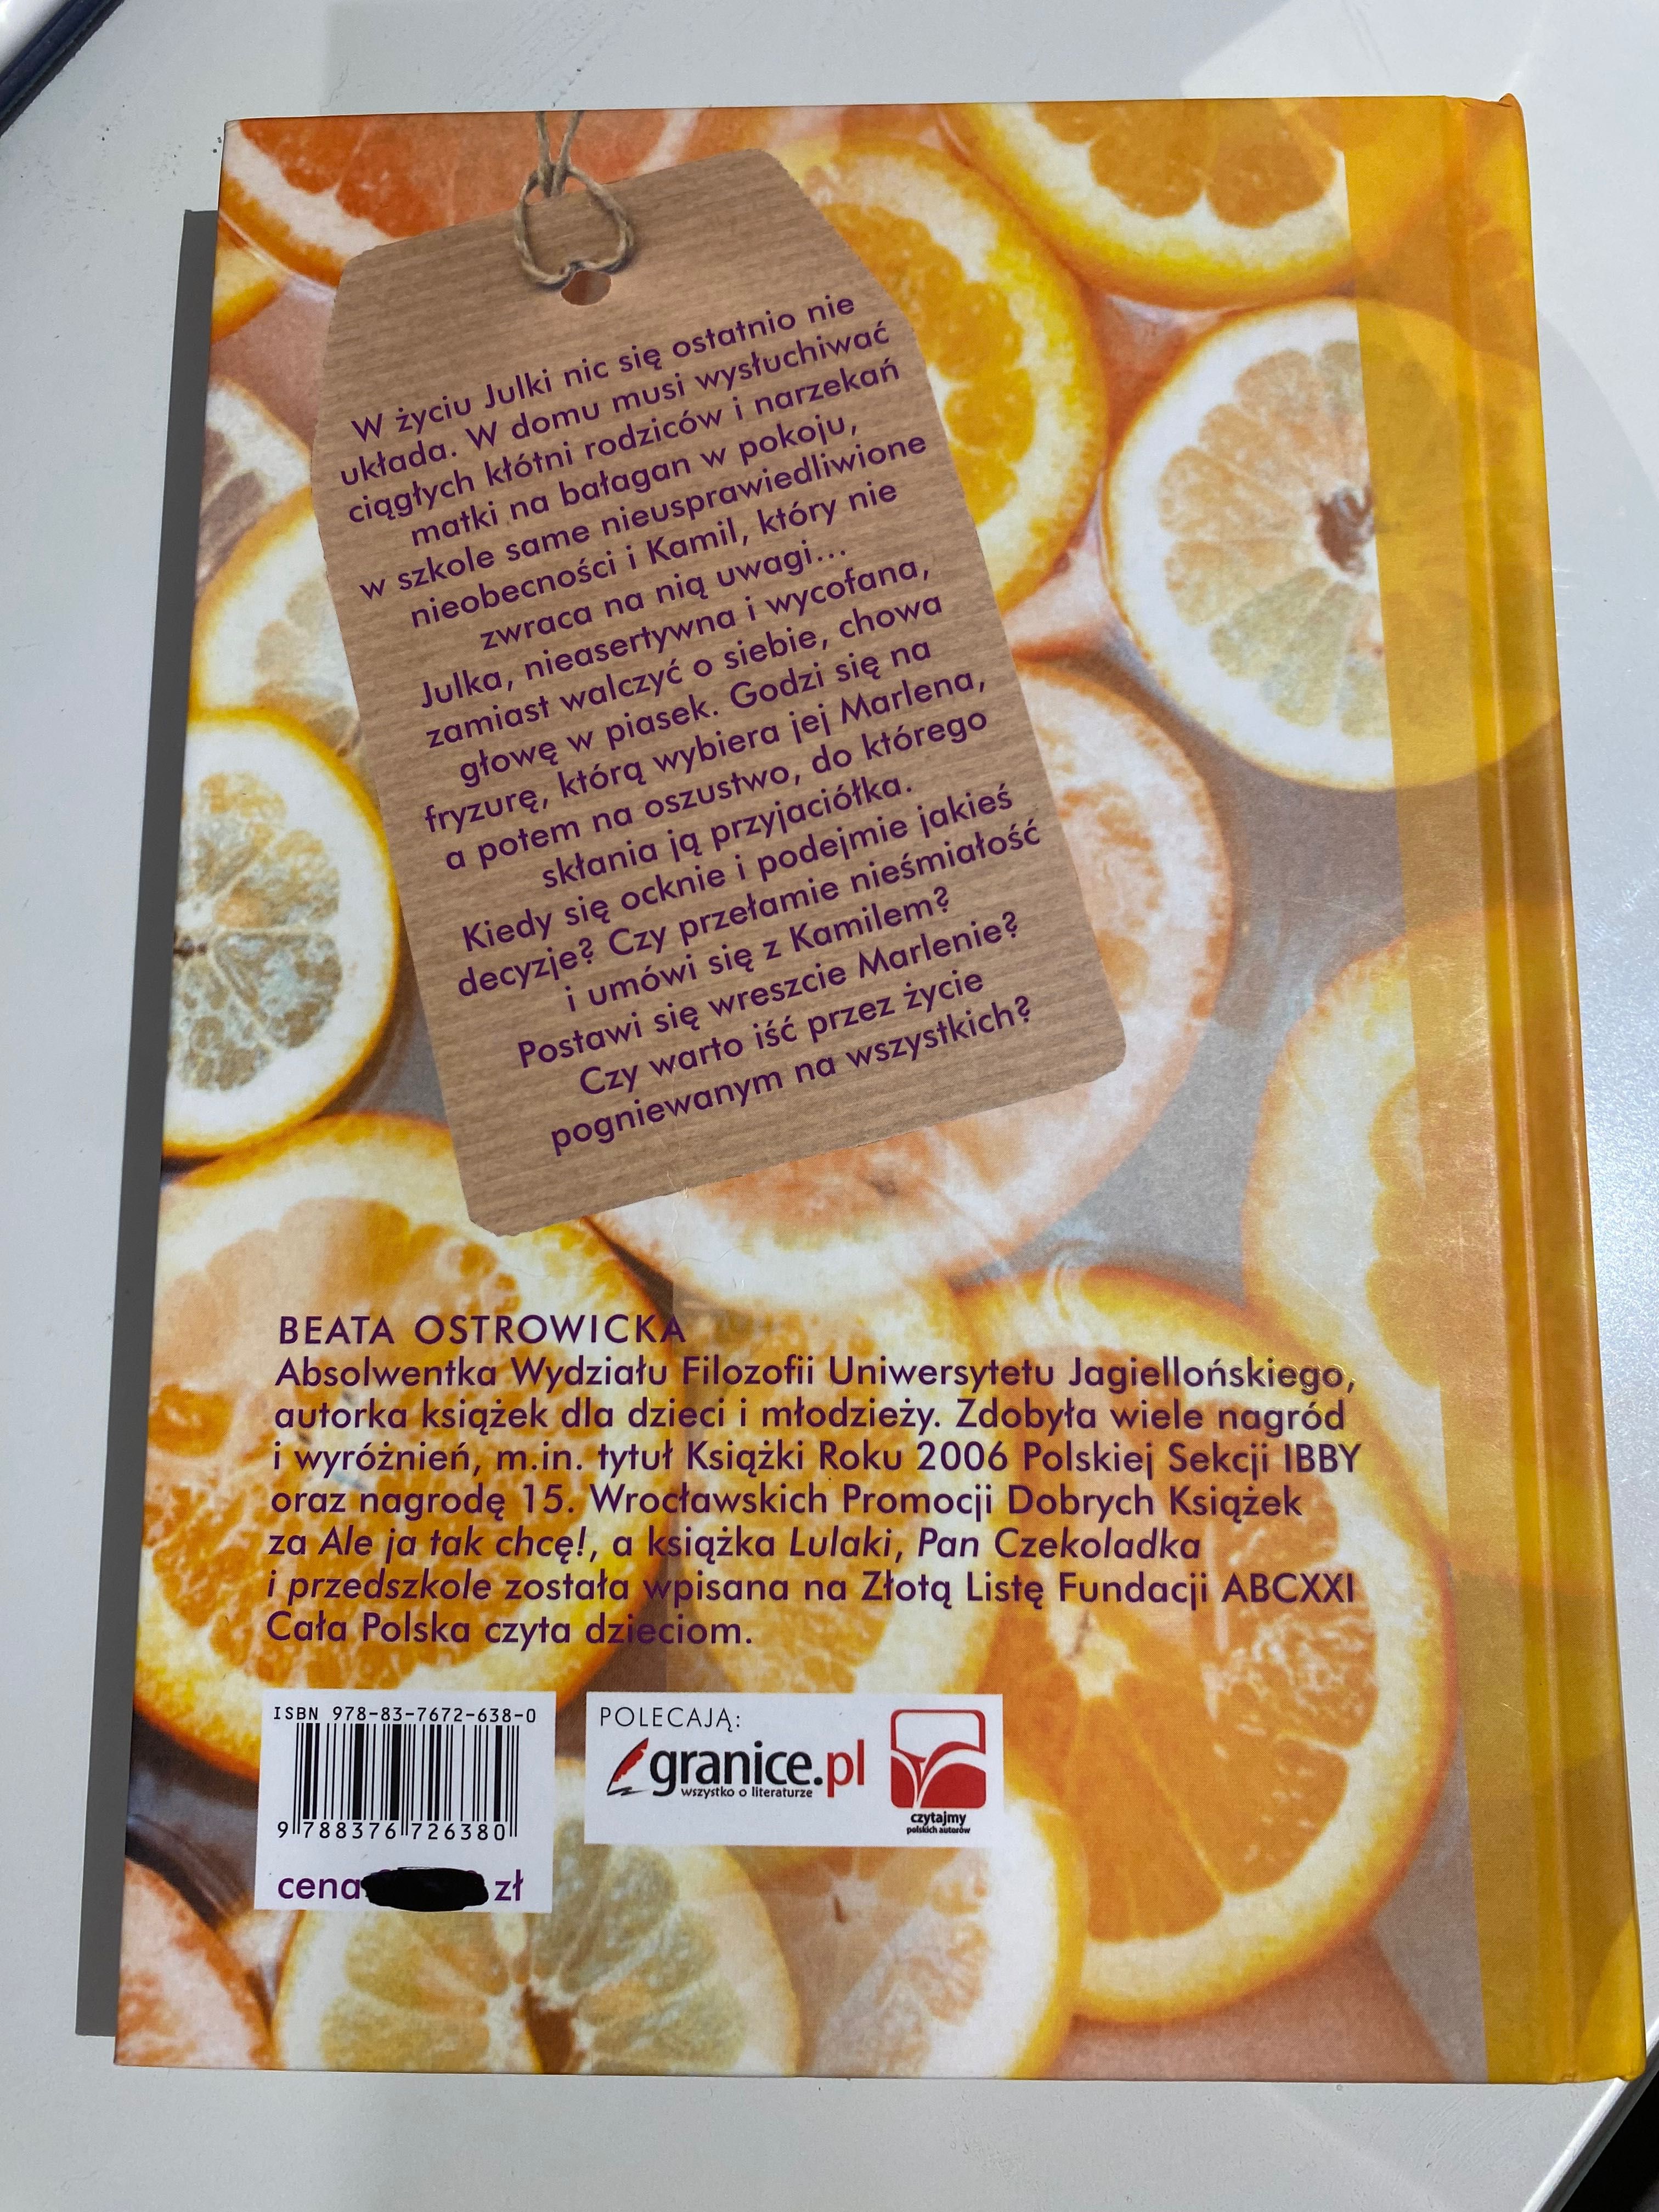 W życiu Julki nic się ostatnio nie
układa. W domu musi wysłuchiwać
ciągłych kłótni rodziców i narzekań
matki na bałagan w pokoju,
w szkole same nieusprawiedliwione
nieobecności i Kamil, który nie
zwraca na nią uwagi...
Julka, nieasertywna i wycofana,
zamiast walczyć o siebie, chowa
głowę w piasek. Godzi się na
fryzurę, którą wybiera jej Marlena,
a potem na oszustwo, do którego
skłania ją przyjaciółka.
Kiedy się ocknie i podejmie jakieś
decyzje? Czy przełamie nieśmiałość
i umówi się z Kamilem?
Postawi się wreszcie Marlenie?
Czy warto iść przez życie
pogniewanym na wszystkich?
BEATA OSTROWICKA
Absolwentka Wydziału Filozofii Uniwersytetu Jagiellońskiego,
autorka książek dla dzieci i młodzieży. Zdobyła wiele nagród
i wyróżnień, m.in. tytuł Książki Roku 2006 Polskiej Sekcji IBBY
oraz nagrodę 15. Wrocławskich Promocji Dobrych Książek
za Ale ja tak chcę!, a książka Lulaki, Pan Czekoladka
i przedszkole została wpisana na Złotą Listę Fundacji ABCXXI
Cała Polska czyta dzieciom.
ISBN 978-83-7672-638-0
9 788376 726380
cena zł
POLECAJĄ:
granice.pl
wszystko o literaturze
czytajmy
polskich autorów